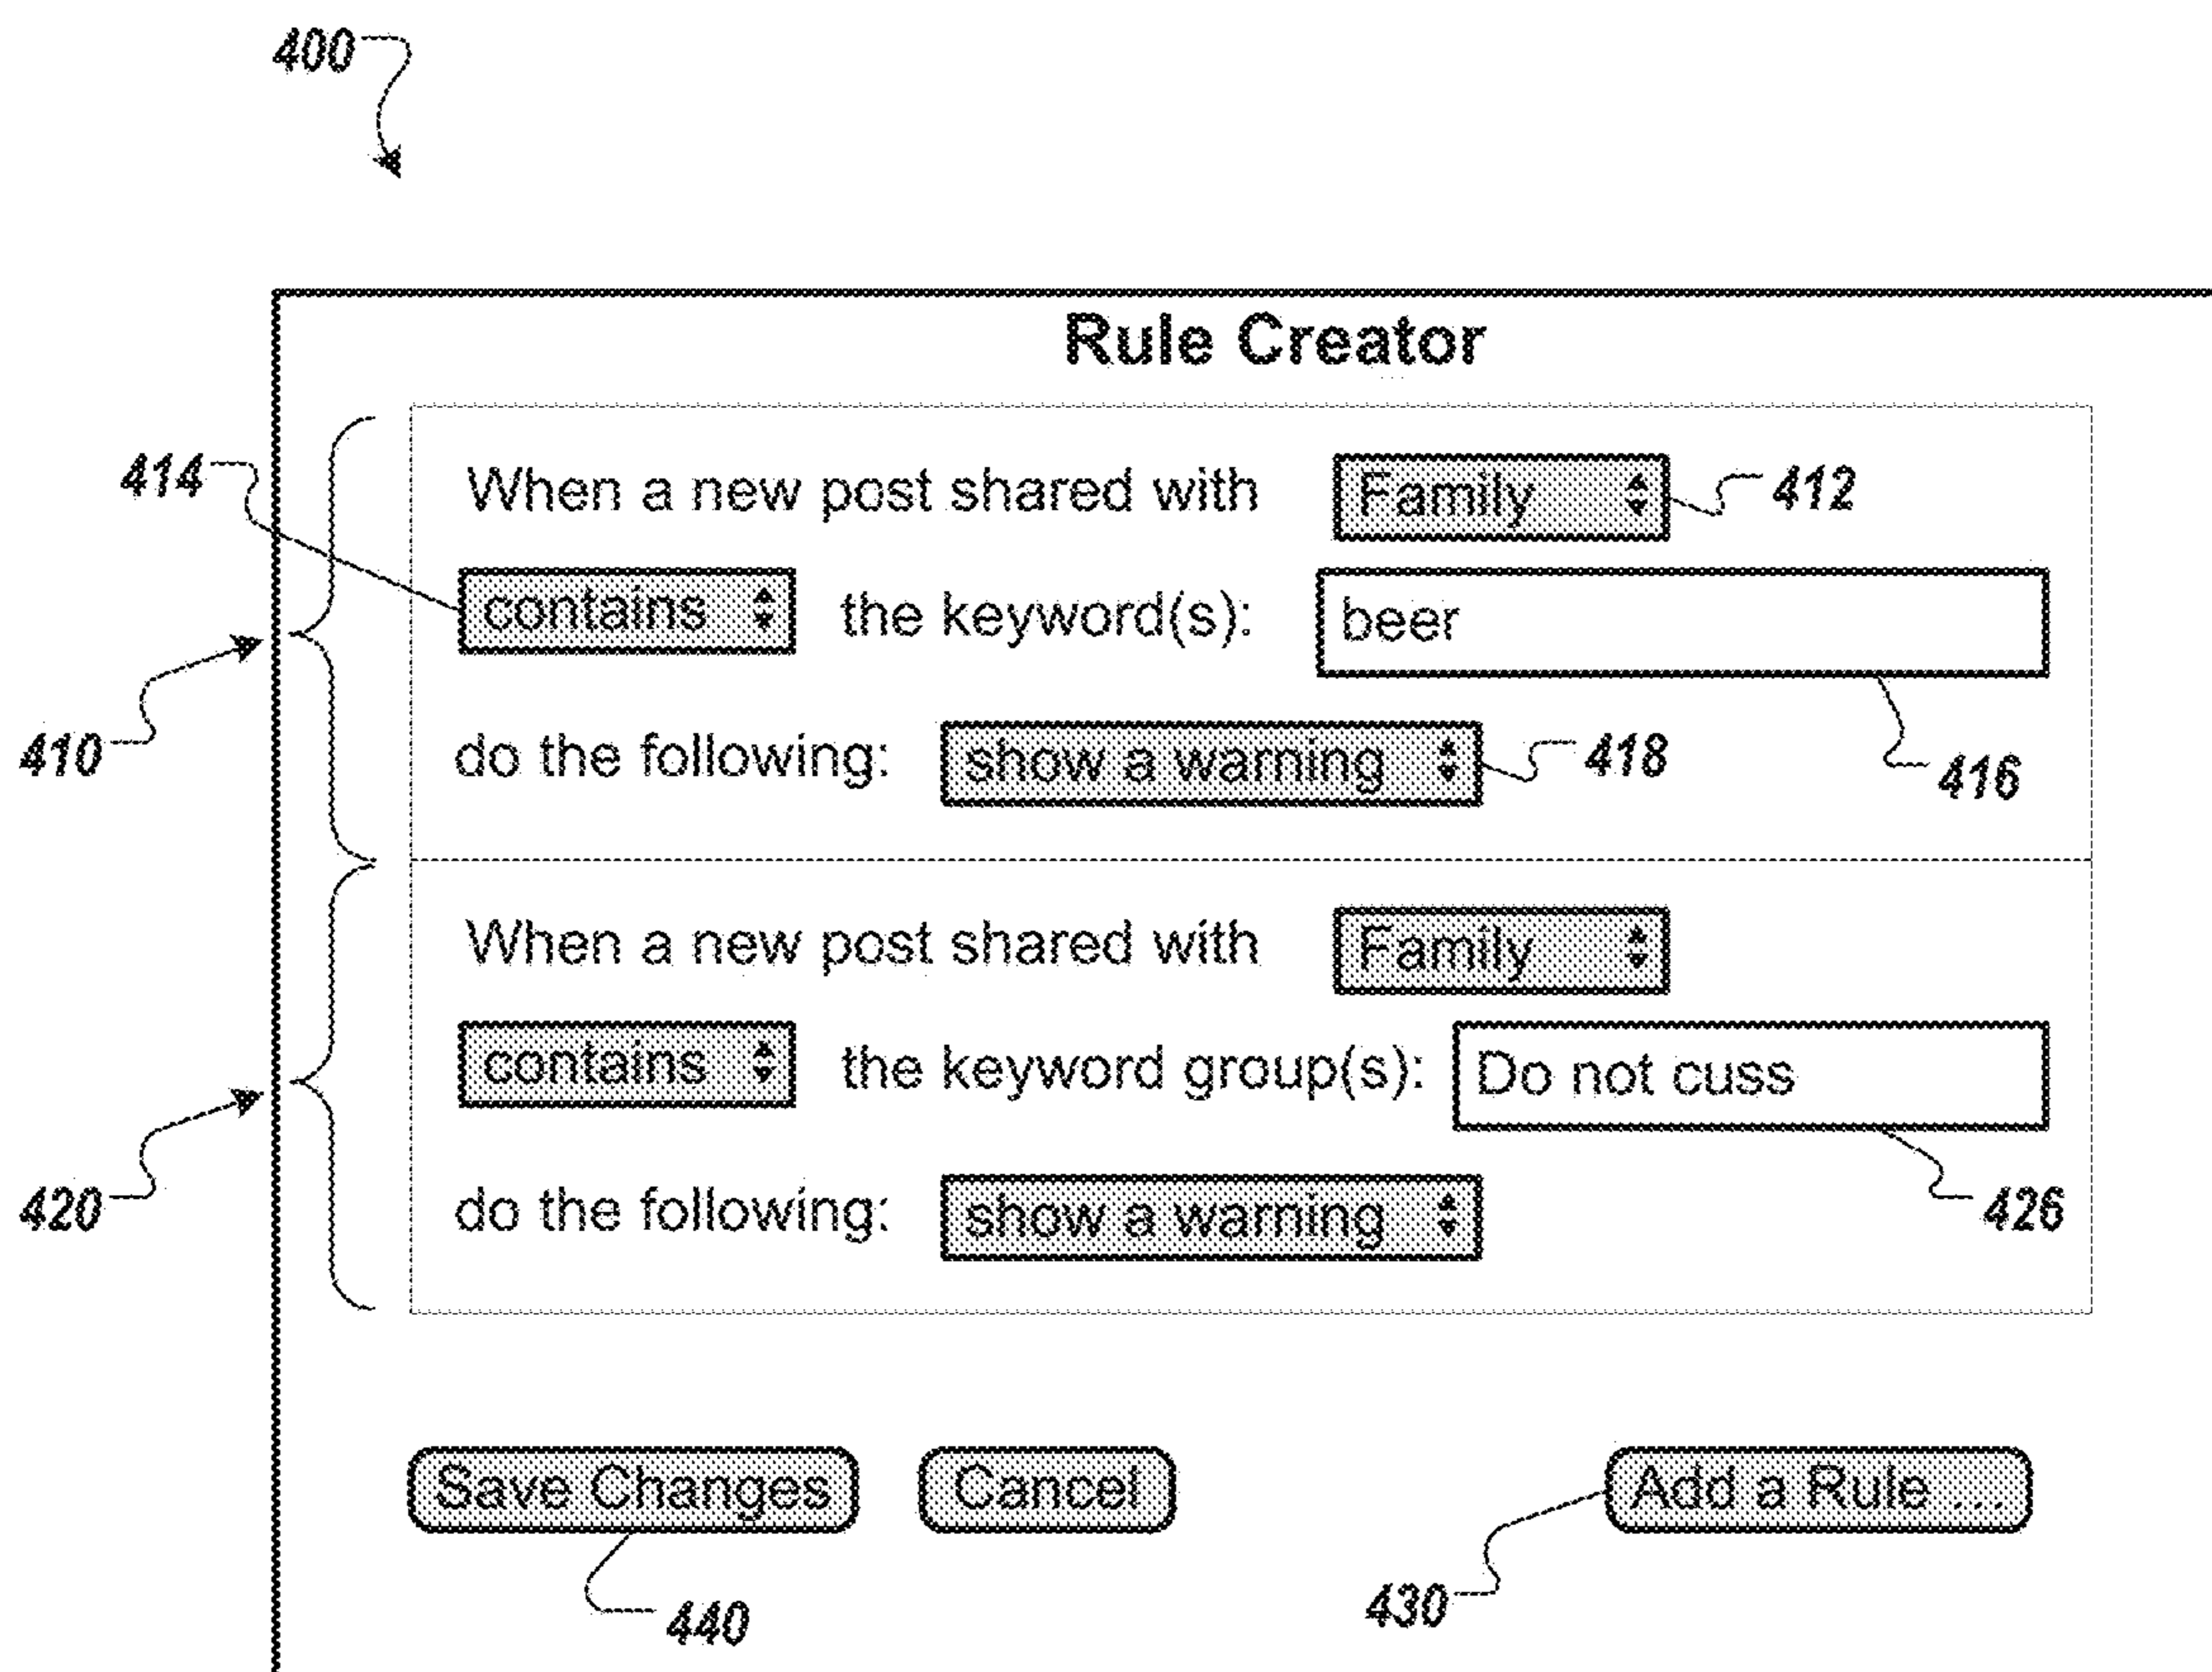 400
Rule Creator
414
When a new post shared with Family 412
contains the keyword(s): beer
410
do the following: show a warning 418
416
When a new post shared with Family
contains the keyword group(s): Do not cuss
420
do the following: show a warning
426
Save Changes Cancel Add a Rule ...
440
430